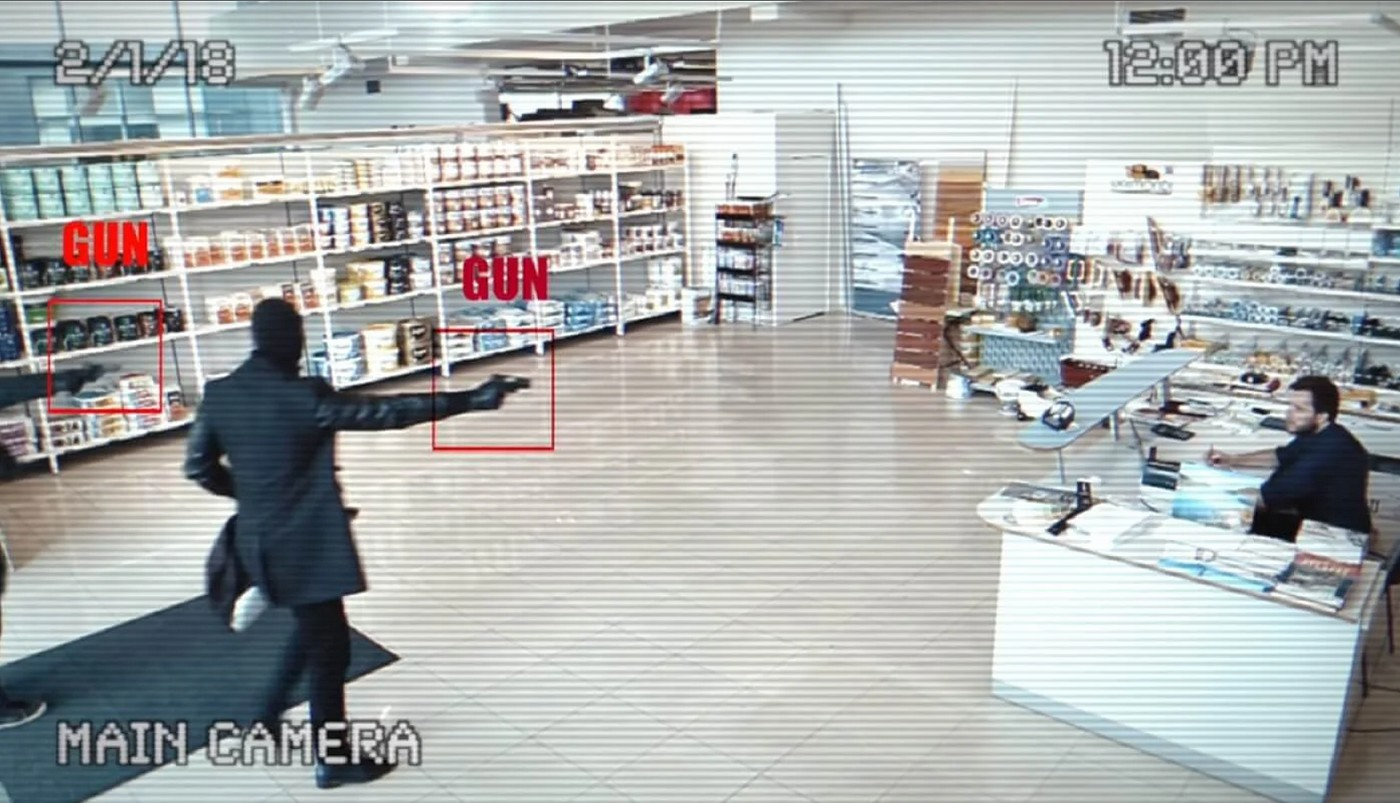 2/1/18
12:00 PM
GUN
GUN
MAIN CAMERA